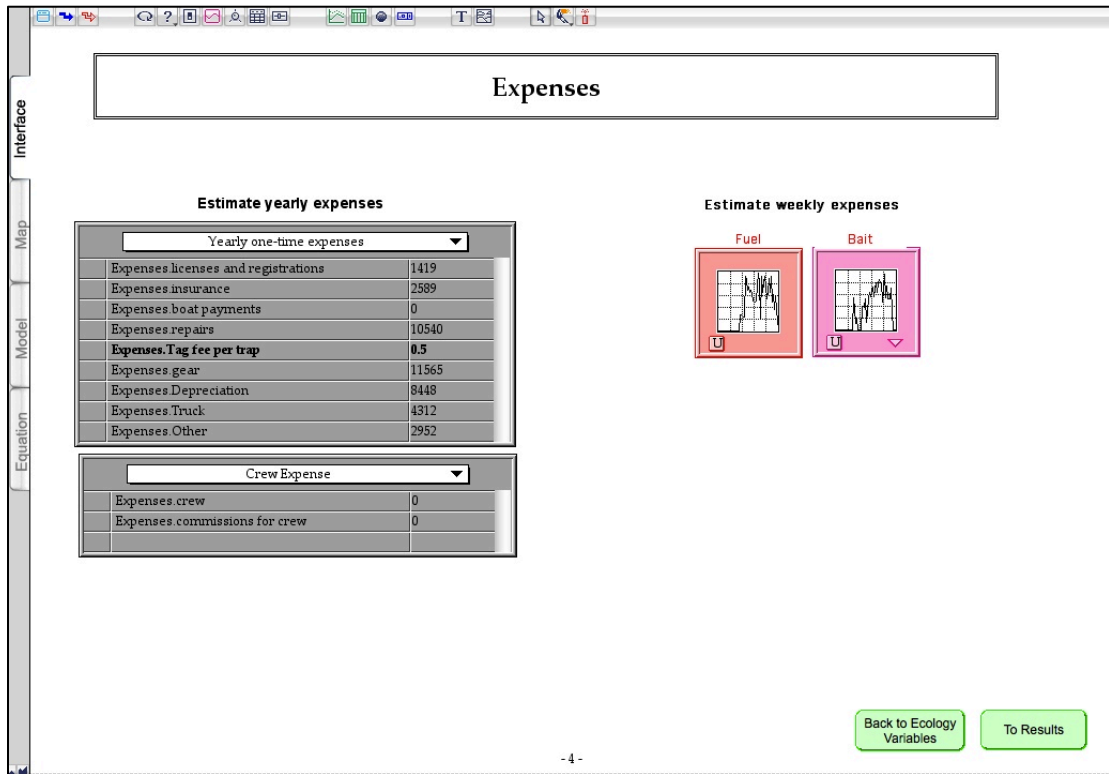 Expenses
Interface
Map
Model
Equation
Estimate yearly expenses
Yearly one-time expenses
Expenses.licenses and registrations 1419
Expenses.insurance 2589
Expenses.boat payments 0
Expenses.repairs 10540
Expenses.Tag fee per trap 0.5
Expenses.gear 11565
Expenses.Depreciation 8448
Expenses.Truck 4312
Expenses.Other 2952
Crew Expense
Expenses.crew 0
Expenses.commissions for crew 0
Estimate weekly expenses
Fuel Bait
U U
Back to Ecology
Variables
To Results
- 4 -